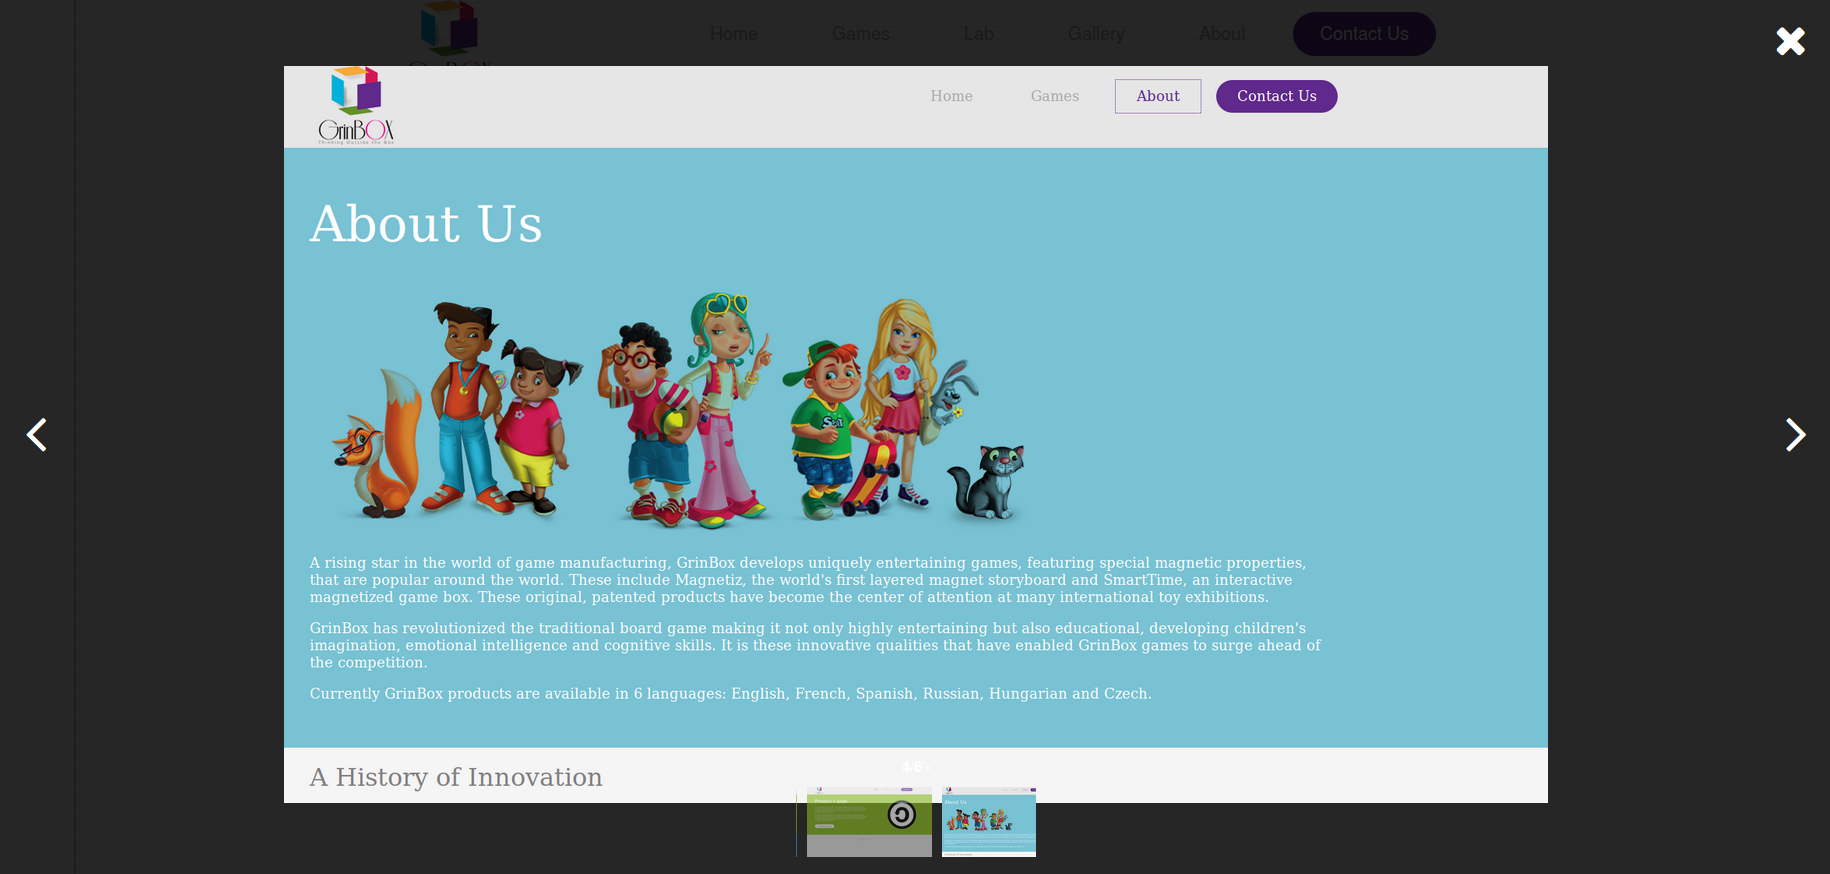 Home Games Lab Gallery About Contact Us
Home Games About Contact Us
GrinBOX
Thinking Outside the Box
About Us
A rising star in the world of game manufacturing, GrinBox develops uniquely entertaining games, featuring special magnetic properties,
that are popular around the world. These include Magnetiz, the world's first layered magnet storyboard and SmartTime, an interactive
magnetized game box. These original, patented products have become the center of attention at many international toy exhibitions.
GrinBox has revolutionized the traditional board game making it not only highly entertaining but also educational, developing children's
imagination, emotional intelligence and cognitive skills. It is these innovative qualities that have enabled GrinBox games to surge ahead of
the competition.
Currently GrinBox products are available in 6 languages: English, French, Spanish, Russian, Hungarian and Czech.
A History of Innovation
4/6 -
About Us